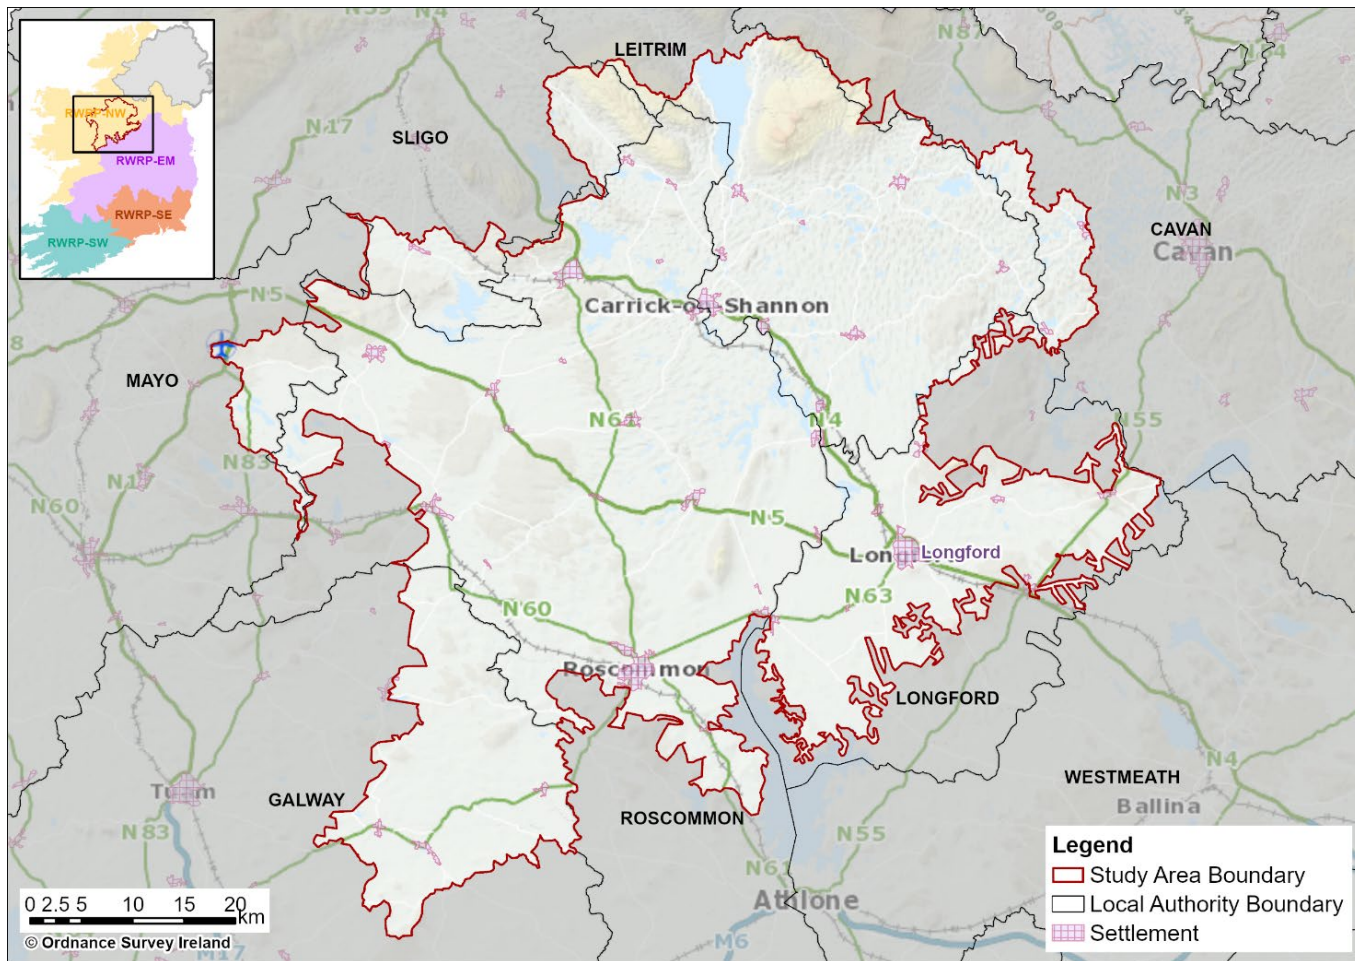 RWRP-NW
RWRP-EM
RWRP-SE
RWRP-SW
LEITRIM
N4
N87
N17
SLIGO
N3
CAVAN
Cavan
N5
Carrick-on-Shannon
MAYO
N61
N4
N55
N83
N60
N5
Longford
N63
N60
Roscommon
LONGFORD
N4
WESTMEATH
Ballina
Tuam
GALWAY
ROSCOMMON
N83
N55
N61
Athlone
M6
M17
Legend
Study Area Boundary
Local Authority Boundary
Settlement
0 2.5 5 10 15 20
km
© Ordnance Survey Ireland